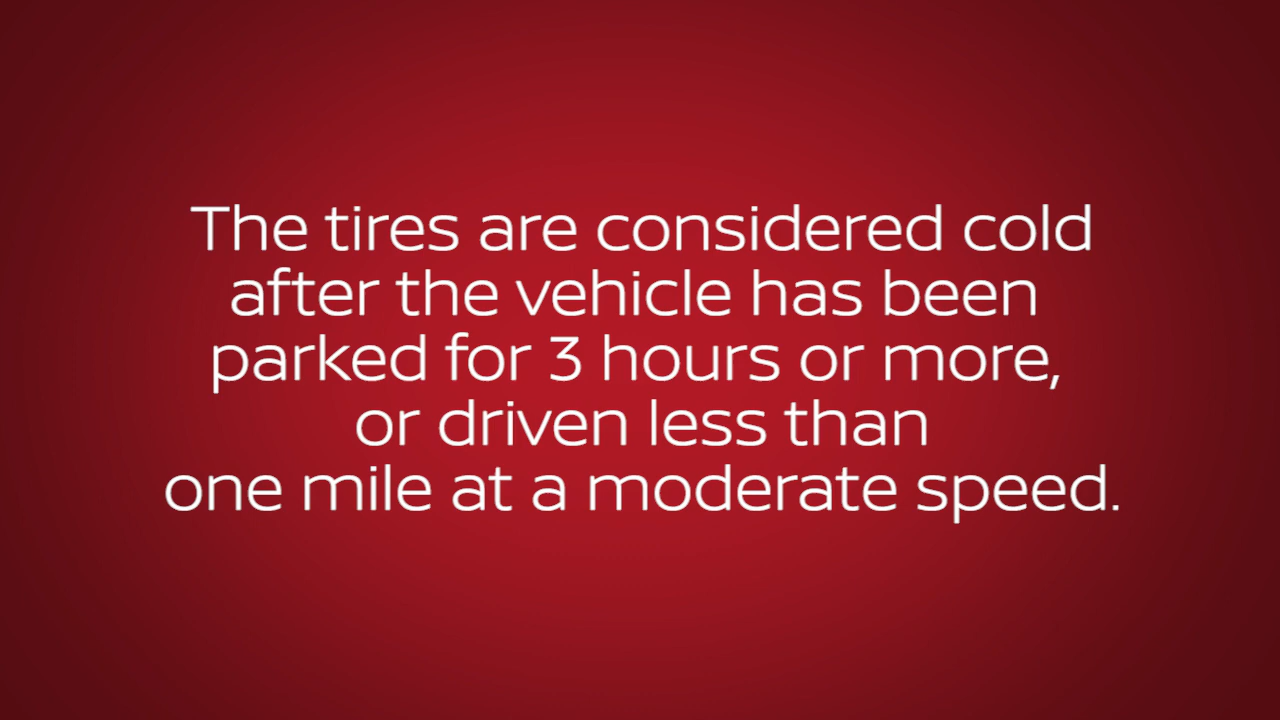 The tires are considered cold
after the vehicle has been
parked for 3 hours or more,
or driven less than
one mile at a moderate speed.